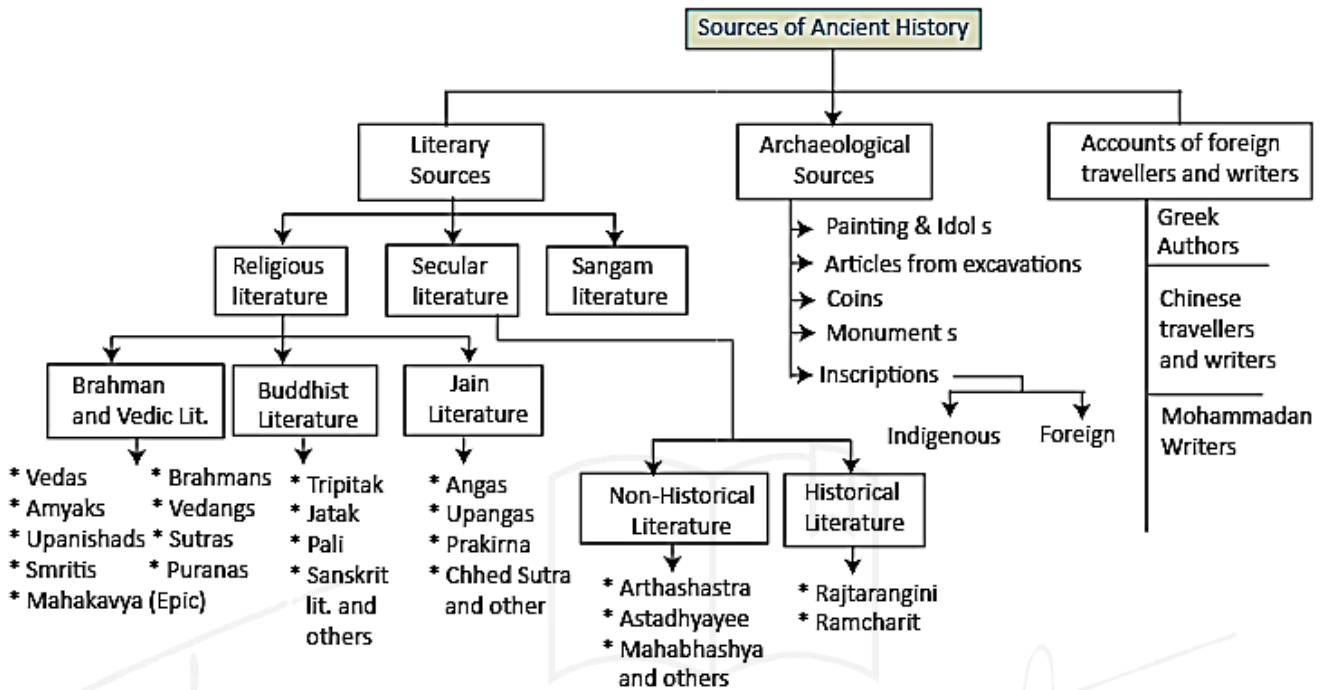 Sources of Ancient History
Literary
Sources
Archaeological
Sources
Accounts of foreign
travellers and writers
Religious
literature
Secular
literature
Sangam
literature
Painting & Idol s
Articles from excavations
Coins
Monument s
Inscriptions
Indigenous
Foreign
Greek
Authors
Chinese
travellers
and writers
Mohammadan
Writers
Brahman
and Vedic Lit.
Buddhist
Literature
Jain
Literature
* Vedas
* Amyaks
* Upanishads
* Smritis
* Mahakavya (Epic)
* Brahmans
* Vedangs
* Sutras
* Puranas
* Tripitak
* Jatak
* Pali
* Sanskrit
lit. and
others
* Angas
* Upangas
* Prakirna
* Chhed Sutra
and other
Non-Historical
Literature
Historical
Literature
* Arthashastra
* Astadhyayee
* Mahabhashya
and others
* Rajtarangini
* Ramcharit